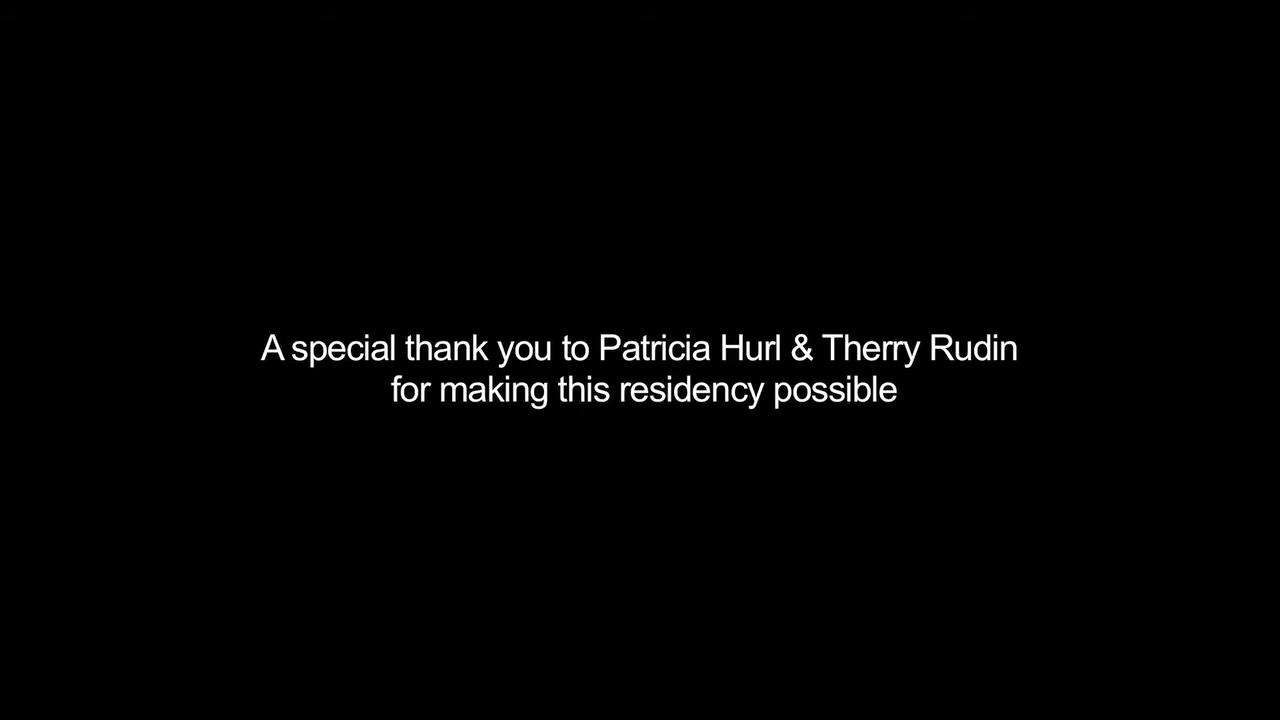 A special thank you to Patricia Hurl & Therry Rudin
for making this residency possible